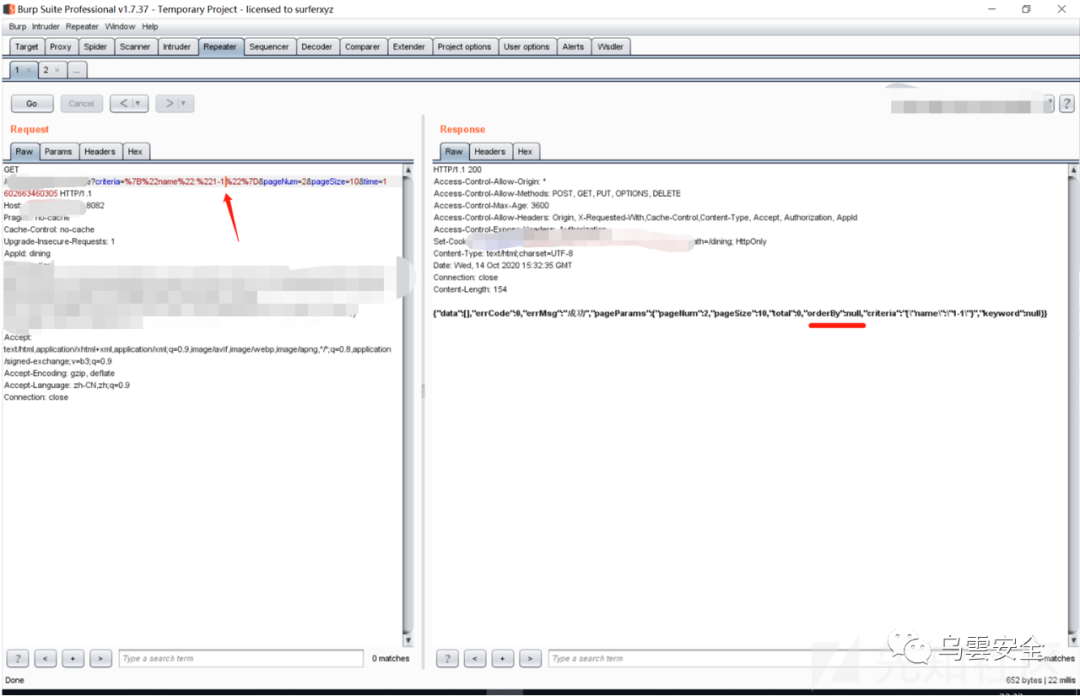 Burp Suite Professional v1.7.37 - Temporary Project - licensed to surferxyz
Burp Intruder Repeater Window Help
Target Proxy Spider Scanner Intruder Repeater Sequencer Decoder Comparer Extender Project options User options Alerts Wsdler
1 × 2 × ...
Go Cancel < > ?
Request
Raw Params Headers Hex
GET
?criteria=%7B%22name%22:%221-1%22%7D&pageNum=2&pageSize=10&time=1
602663460305 HTTP/1.1
Host: 8082
Pragma: no-cache
Cache-Control: no-cache
Upgrade-Insecure-Requests: 1
AppId: dining
Accept:
text/html,application/xhtml+xml,application/xml;q=0.9,image/avif,image/webp,image/apng,*/*;q=0.8,application
/signed-exchange;v=b3;q=0.9
Accept-Encoding: gzip, deflate
Accept-Language: zh-CN,zh;q=0.9
Connection: close
? < + > Type a search term 0 matches
Response
Raw Headers Hex
HTTP/1.1 200
Access-Control-Allow-Origin: *
Access-Control-Allow-Methods: POST, GET, PUT, OPTIONS, DELETE
Access-Control-Max-Age: 3600
Access-Control-Allow-Headers: Origin, X-Requested-With,Cache-Control,Content-Type, Accept, Authorization, AppId
Access-Control-Expose-Headers: Authorization
Set-Cook ath=/dining; HttpOnly
Content-Type: text/html;charset=UTF-8
Date: Wed, 14 Oct 2020 15:32:35 GMT
Connection: close
Content-Length: 154
{"data":[],"errCode":0,"errMsg":"成功","pageParams":{"pageNum":2,"pageSize":10,"total":0,"orderBy":null,"criteria":"{\"name\":\"1-1\"}","keyword":null}}
? < + > Type a search term matches
乌雲安全
Done
652 bytes | 22 millis